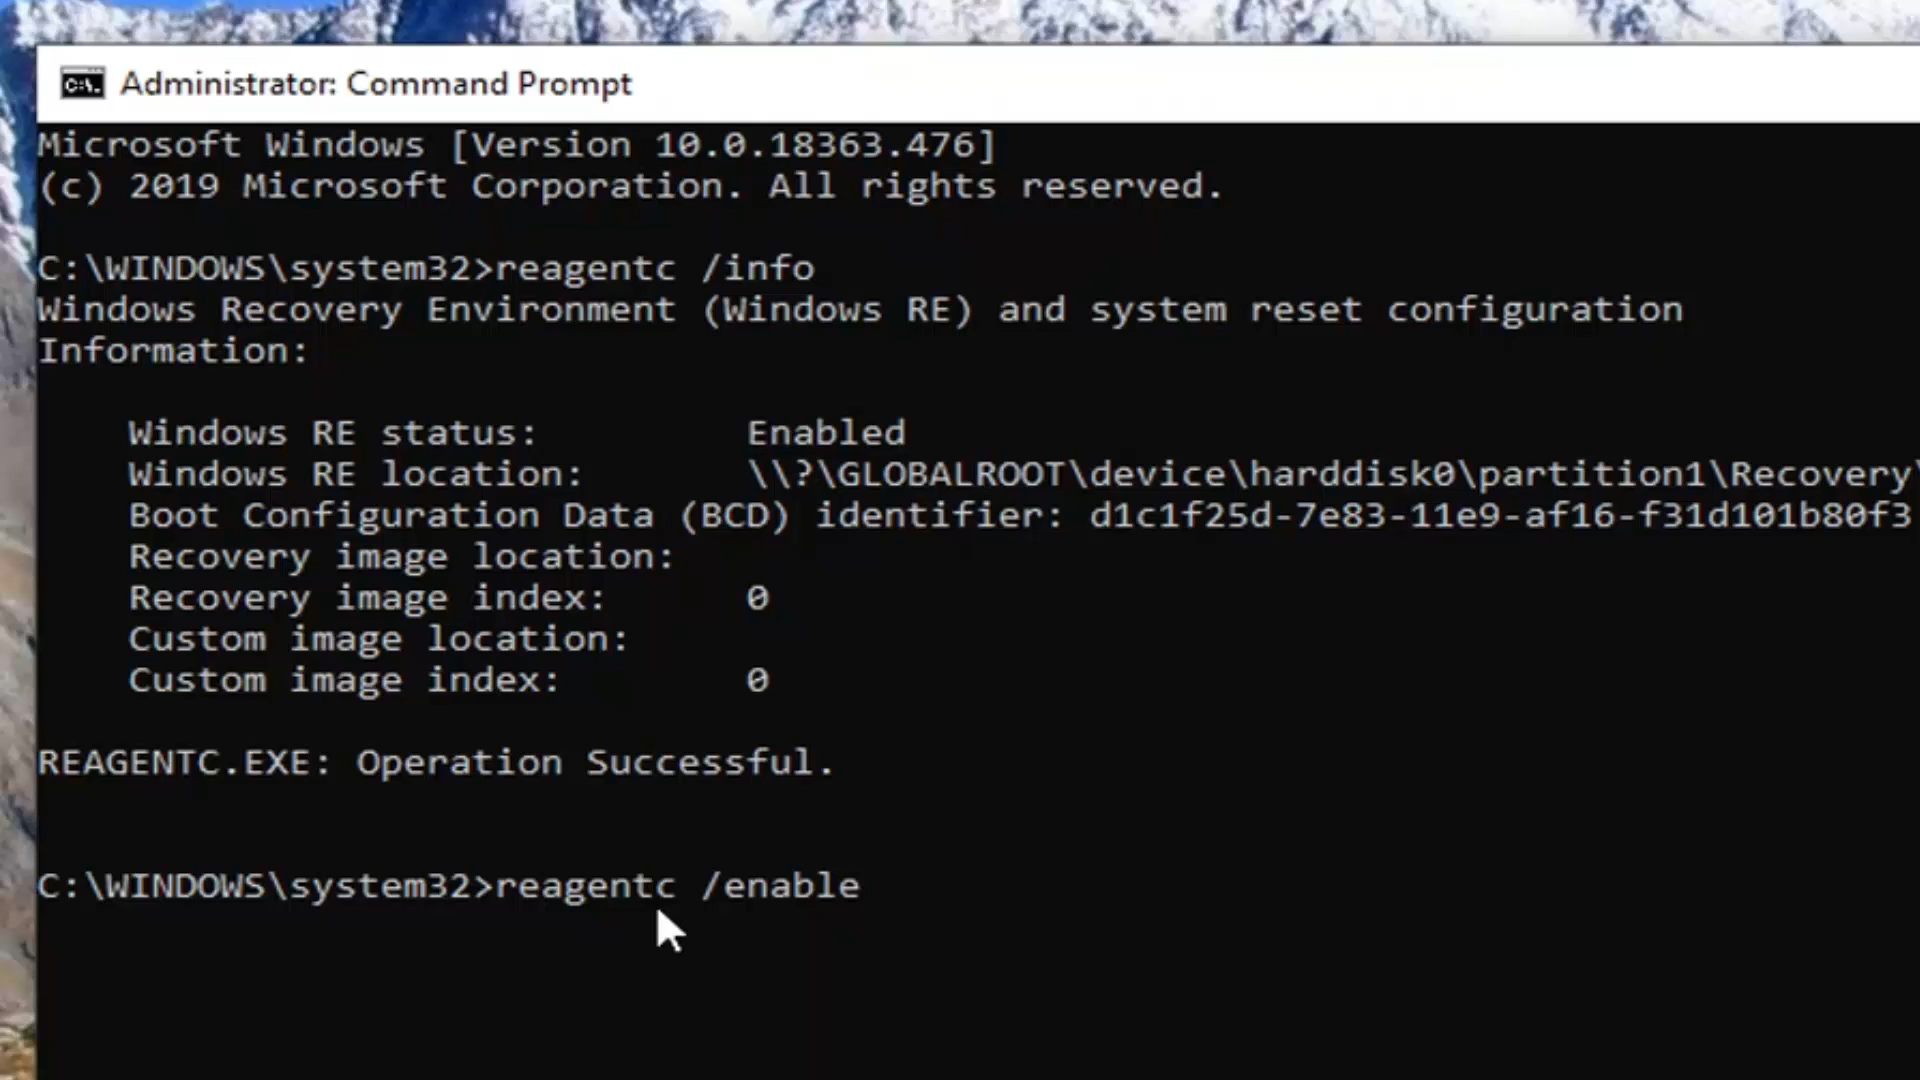 Administrator: Command Prompt
Microsoft Windows [Version 10.0.18363.476]
(c) 2019 Microsoft Corporation. All rights reserved.
C:\WINDOWS\system32>reagentc /info
Windows Recovery Environment (Windows RE) and system reset configuration
Information:
Windows RE status: Enabled
Windows RE location: \\?\GLOBALROOT\device\harddisk0\partition1\Recovery\
Boot Configuration Data (BCD) identifier: d1c1f25d-7e83-11e9-af16-f31d101b80f3
Recovery image location:
Recovery image index: 0
Custom image location:
Custom image index: 0
REAGENTC.EXE: Operation Successful.
C:\WINDOWS\system32>reagentc /enable